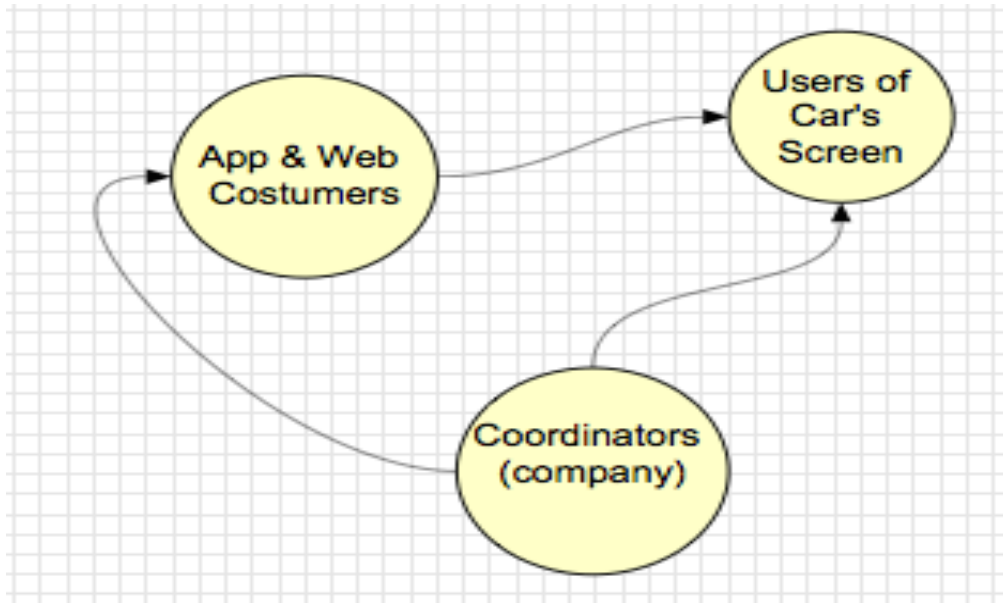 App & Web
Costumers
Users of
Car's
Screen
Coordinators
(company)